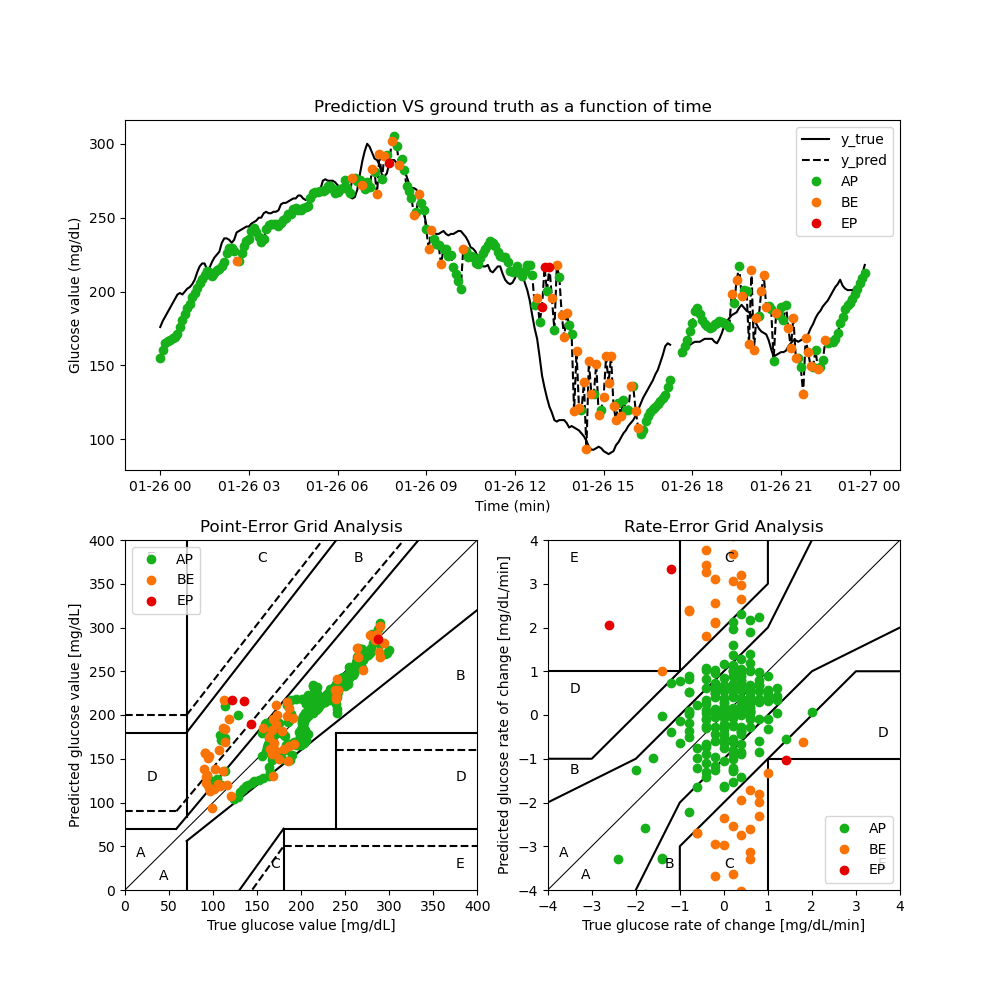 Prediction VS ground truth as a function of time
Glucose value (mg/dL)
300
250
200
150
100
y_true
y_pred
AP
BE
EP
01-26 00 01-26 03 01-26 06 01-26 09 01-26 12 01-26 15 01-26 18 01-26 21 01-27 00
Time (min)
Point-Error Grid Analysis
Predicted glucose value [mg/dL]
400
350
300
250
200
150
100
50
0
AP
BE
EP
C B
B
D D
A
A
C E
0 50 100 150 200 250 300 350 400
True glucose value [mg/dL]
Rate-Error Grid Analysis
Predicted glucose rate of change [mg/dL/min]
4
3
2
1
0
−1
−2
−3
−4
E C
D
D
B
A
A
B C
AP
BE
EP
−4 −3 −2 −1 0 1 2 3 4
True glucose rate of change [mg/dL/min]